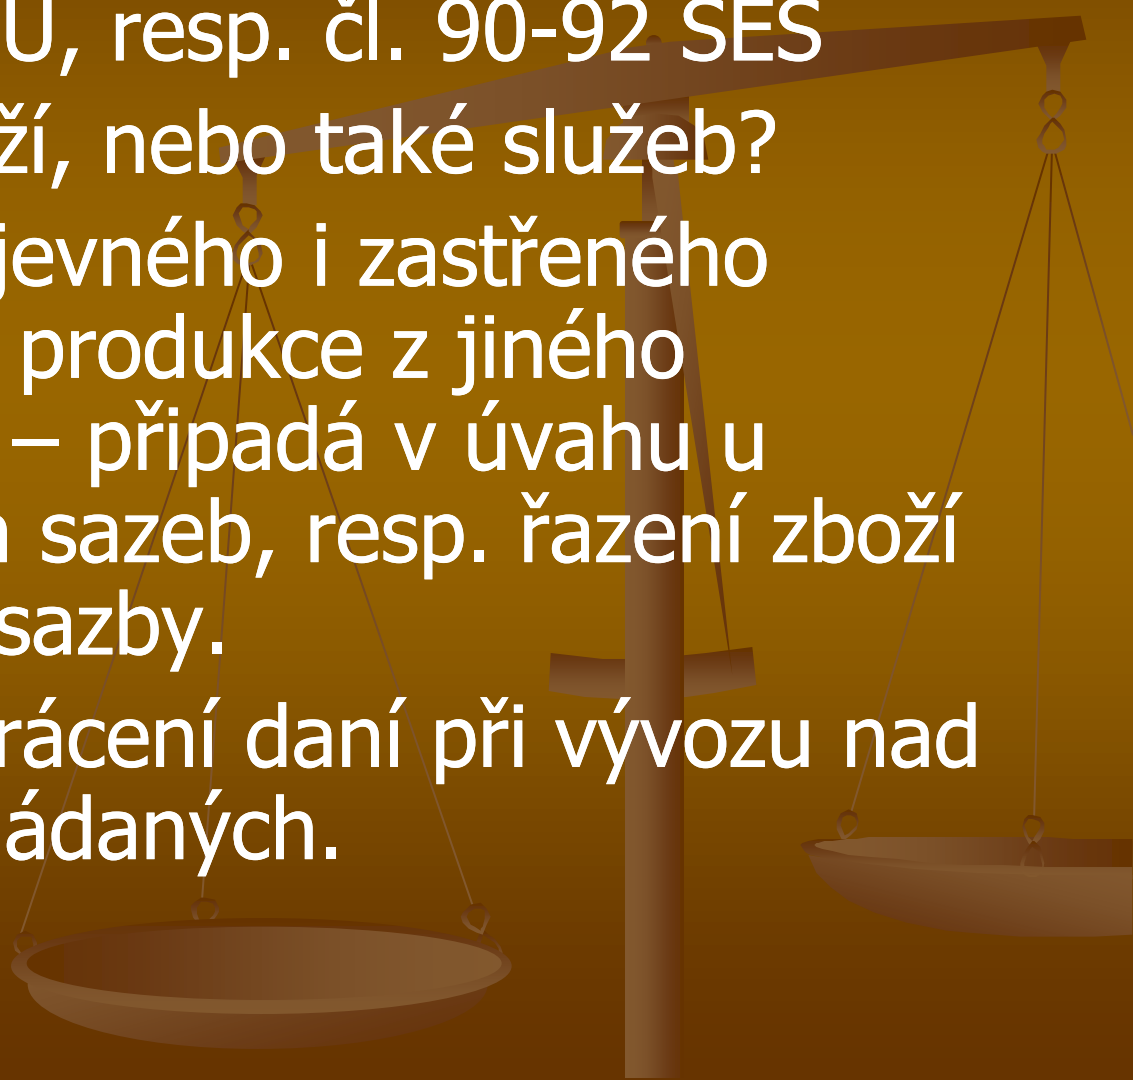 U, resp. čl. 90-92 SES
ží, nebo také služeb?
jevného i zastřeného
produkce z jiného
– připadá v úvahu u
sazeb, resp. řazení zboží
sazby.
rácení daní při vývozu nad
ádaných.